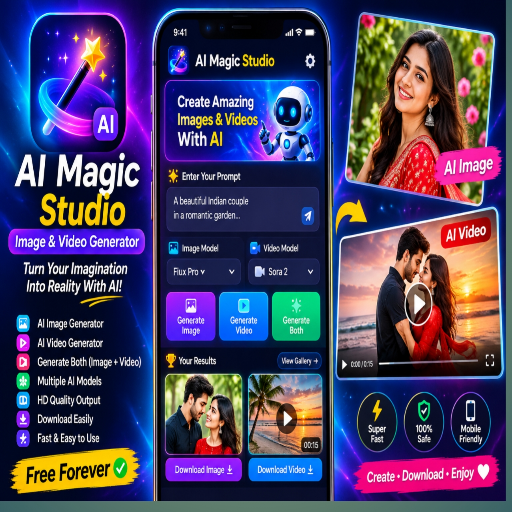 AI
AI Magic
Studio
Image & Video Generator
Turn Your Imagination
Into Reality With AI!
AI Image Generator
AI Video Generator
Generate Both (Image + Video)
Multiple AI Models
HD Quality Output
Download Easily
Fast & Easy to Use
Free Forever
9:41
AI Magic Studio
Create Amazing
Images & Videos
With AI
Enter Your Prompt
A beautiful Indian couple
in a romantic garden...
Image Model
Video Model
Flux Pro
Sora 2
Generate
Image
Generate
Video
Generate
Both
Your Results
View Gallery →
00:15
Download Image
Download Video
AI Image
AI Video
0:00 / 0:15
Super
Fast
100%
Safe
Mobile
Friendly
Create • Download • Enjoy